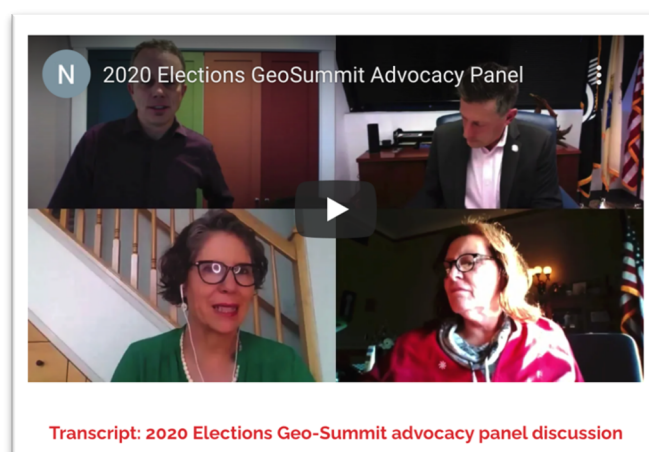 N
2020 Elections GeoSummit Advocacy Panel
Transcript: 2020 Elections Geo-Summit advocacy panel discussion